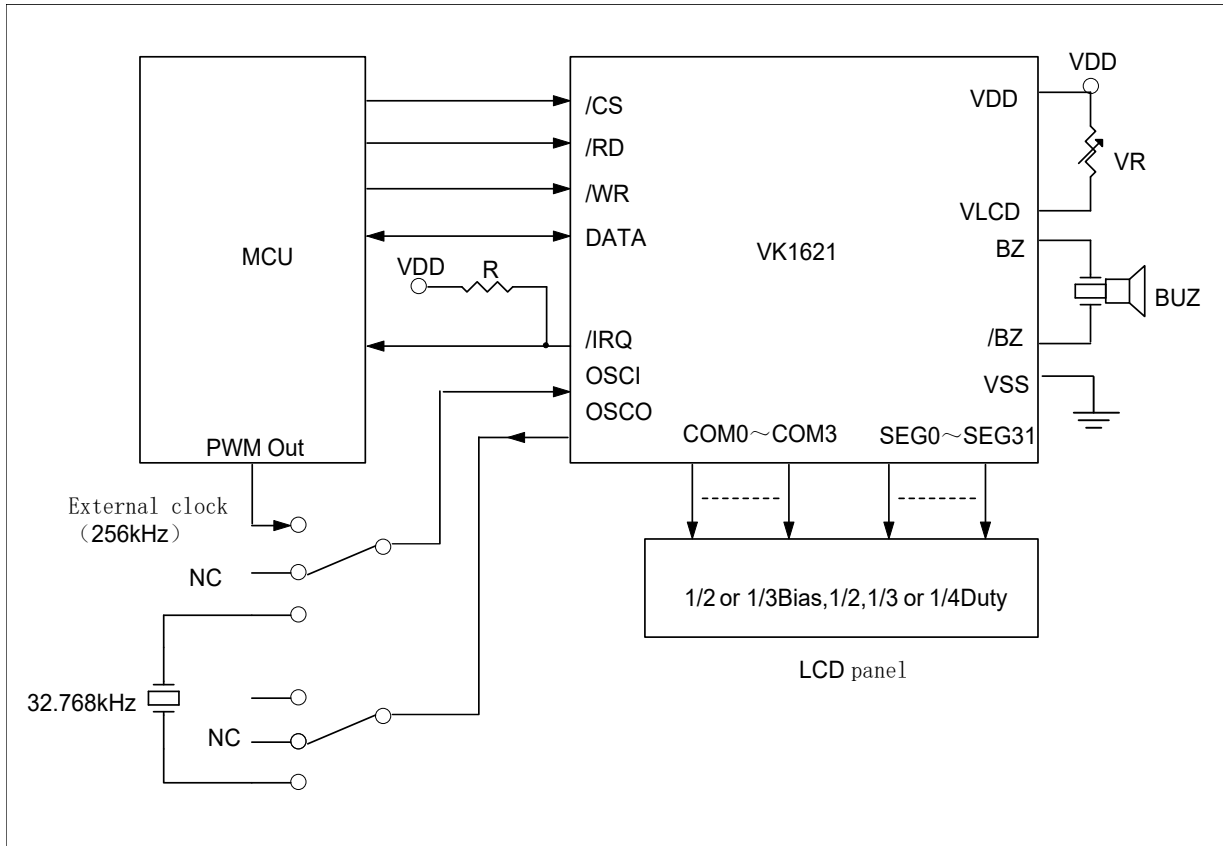 MCU
PWM Out
VDD
R
/CS
/RD
/WR
DATA
/IRQ
OSCI
OSCO
VK1621
VDD
VLCD
BZ
/BZ
VSS
COM0～COM3
SEG0～SEG31
VDD
VR
BUZ
External clock
（256kHz）
NC
32.768kHz
NC
1/2 or 1/3Bias,1/2,1/3 or 1/4Duty
LCD panel